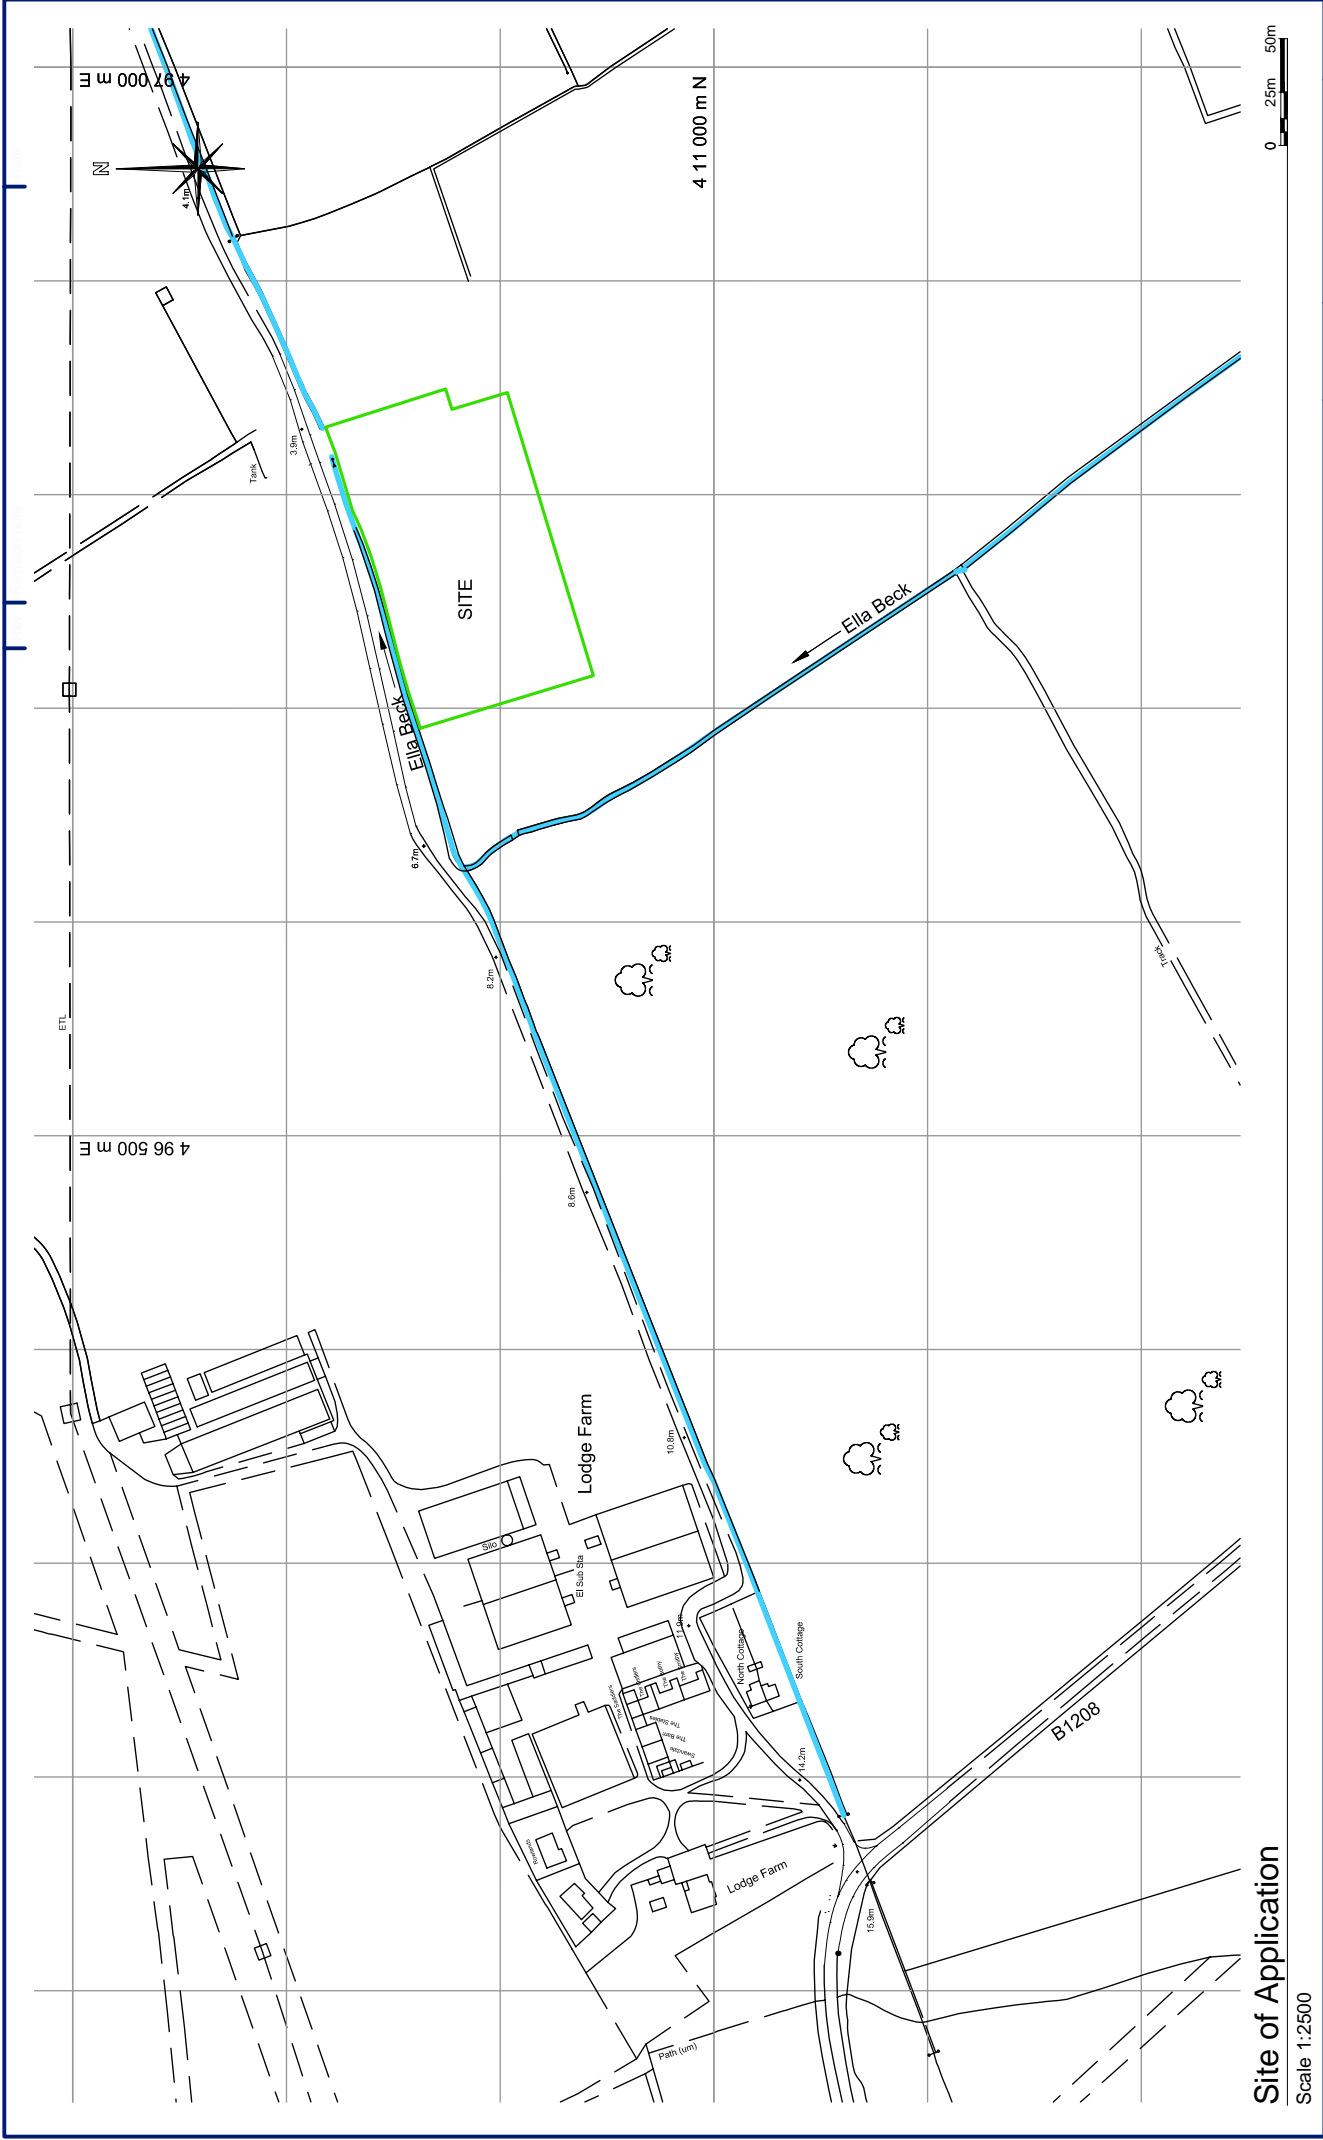 4 97 000 m E
N
4.1m
4 11 000 m N
0 25m 50m
Tank
3.9m
SITE
Ella Beck
Ella Beck
6.7m
8.2m
ETL
Track
4 96 500 m E
8.6m
Lodge Farm
10.8m
Silo
El Sub Sta
11.9m
North Cottage
South Cottage
The Stables
The Barn
Swandale
14.2m
B1208
Rowlands
Lodge Farm
15.9m
Path (um)
Site of Application
Scale 1:2500